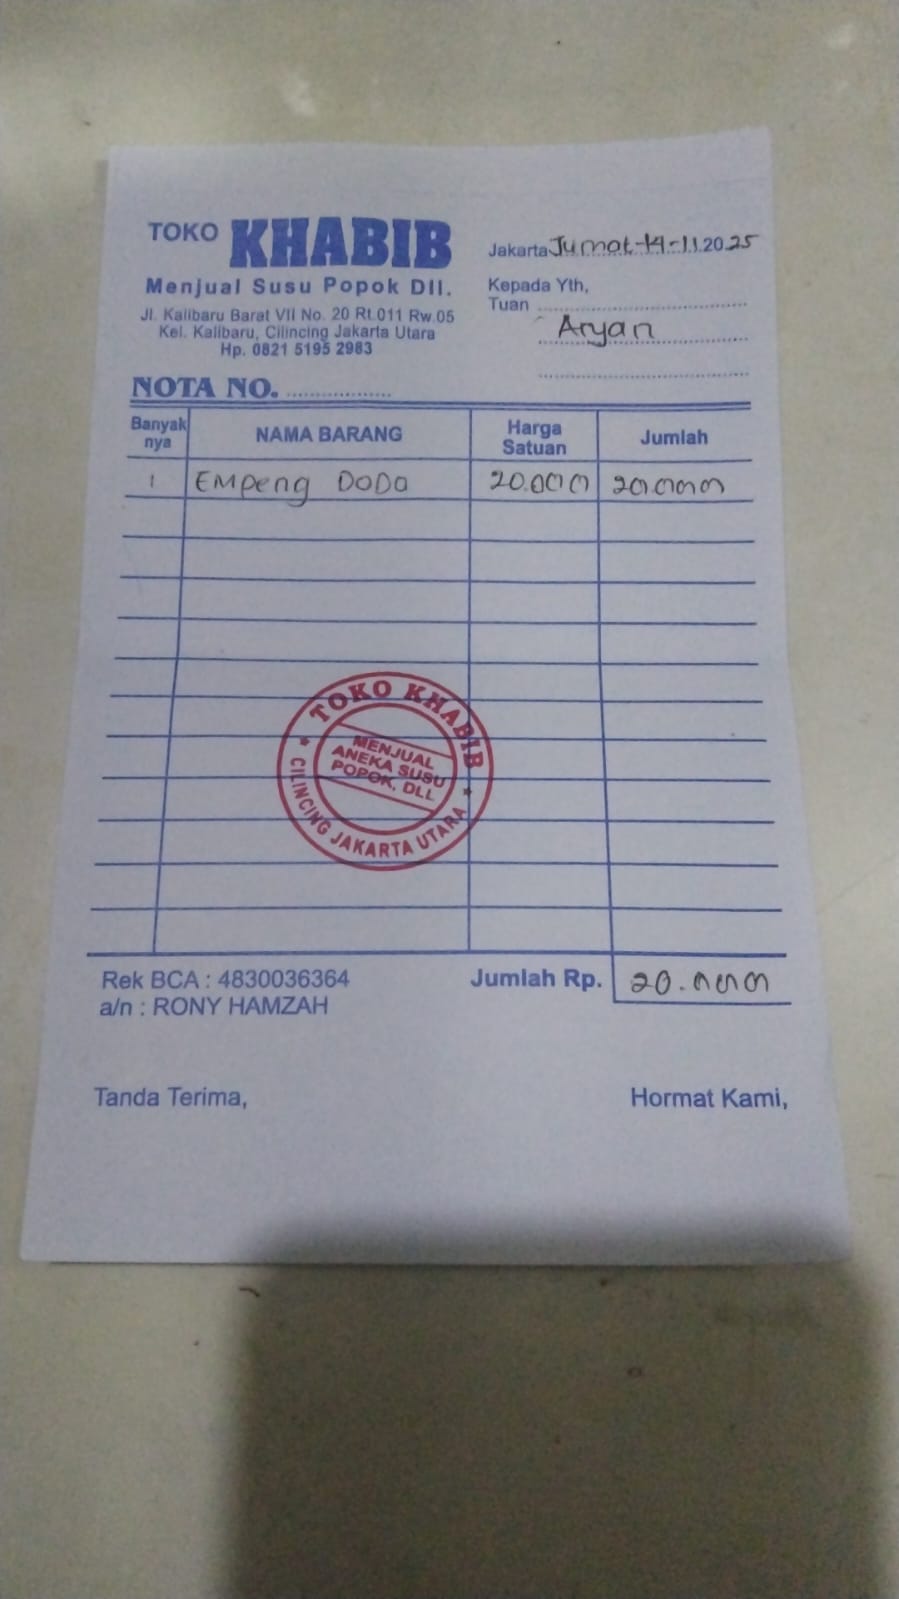 TOKO KHABIB
Menjual Susu Popok Dll.
Jl. Kalibaru Barat VII No. 20 Rt.011 Rw.05
Kel. Kalibaru, Cilincing Jakarta Utara
Hp. 0821 5195 2983
NOTA NO. ..................
Jakarta Jumat-14-11.2025
Kepada Yth,
Tuan
Aryan
Banyak nya NAMA BARANG Harga Satuan Jumlah
1 Empeng DODO 20.000 20.000
TOKO KHABIB
MENJUAL
ANEKA SUSU
POPOK, DLL
CILINCING JAKARTA UTARA
Rek BCA : 4830036364
a/n : RONY HAMZAH
Jumlah Rp. 20.000
Tanda Terima,
Hormat Kami,